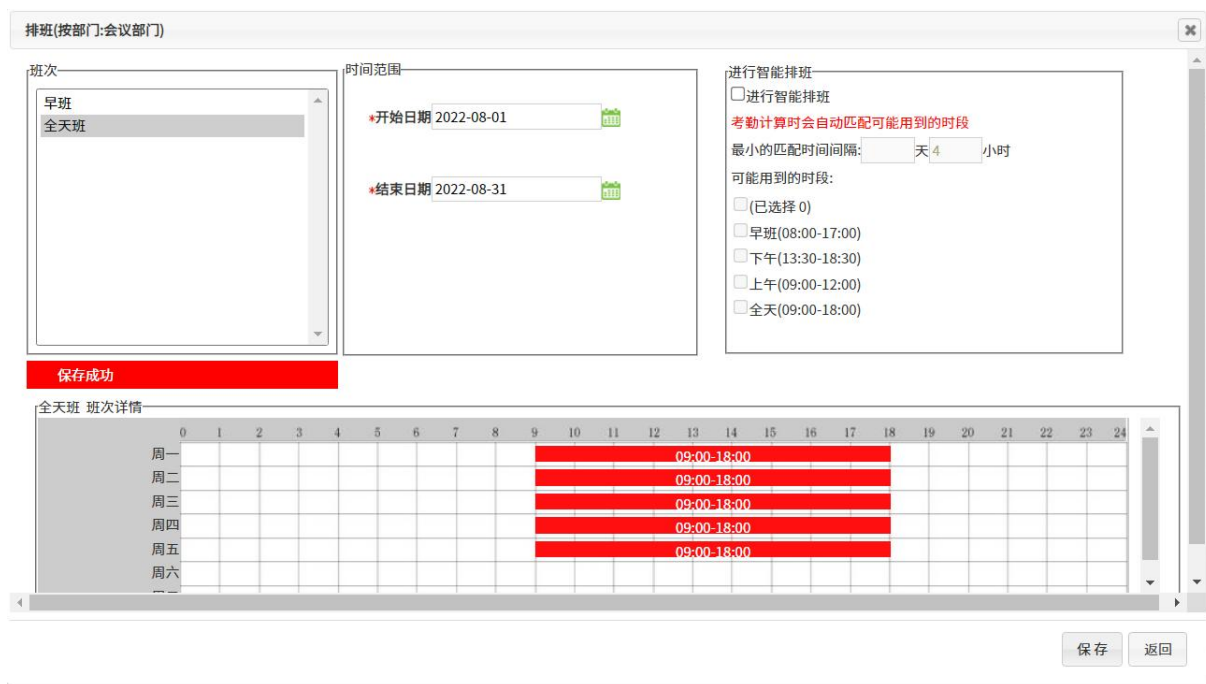 排班(按部门:会议部门)
班次
早班
全天班
时间范围
*开始日期 2022-08-01
*结束日期 2022-08-31
进行智能排班
进行智能排班
考勤计算时会自动匹配可能用到的时段
最小的匹配时间间隔: 天 4 小时
可能用到的时段:
(已选择 0)
早班(08:00-17:00)
下午(13:30-18:30)
上午(09:00-12:00)
全天(09:00-18:00)
保存成功
全天班 班次详情
0 1 2 3 4 5 6 7 8 9 10 11 12 13 14 15 16 17 18 19 20 21 22 23 24
周一 09:00-18:00
周二 09:00-18:00
周三 09:00-18:00
周四 09:00-18:00
周五 09:00-18:00
周六
保存 返回